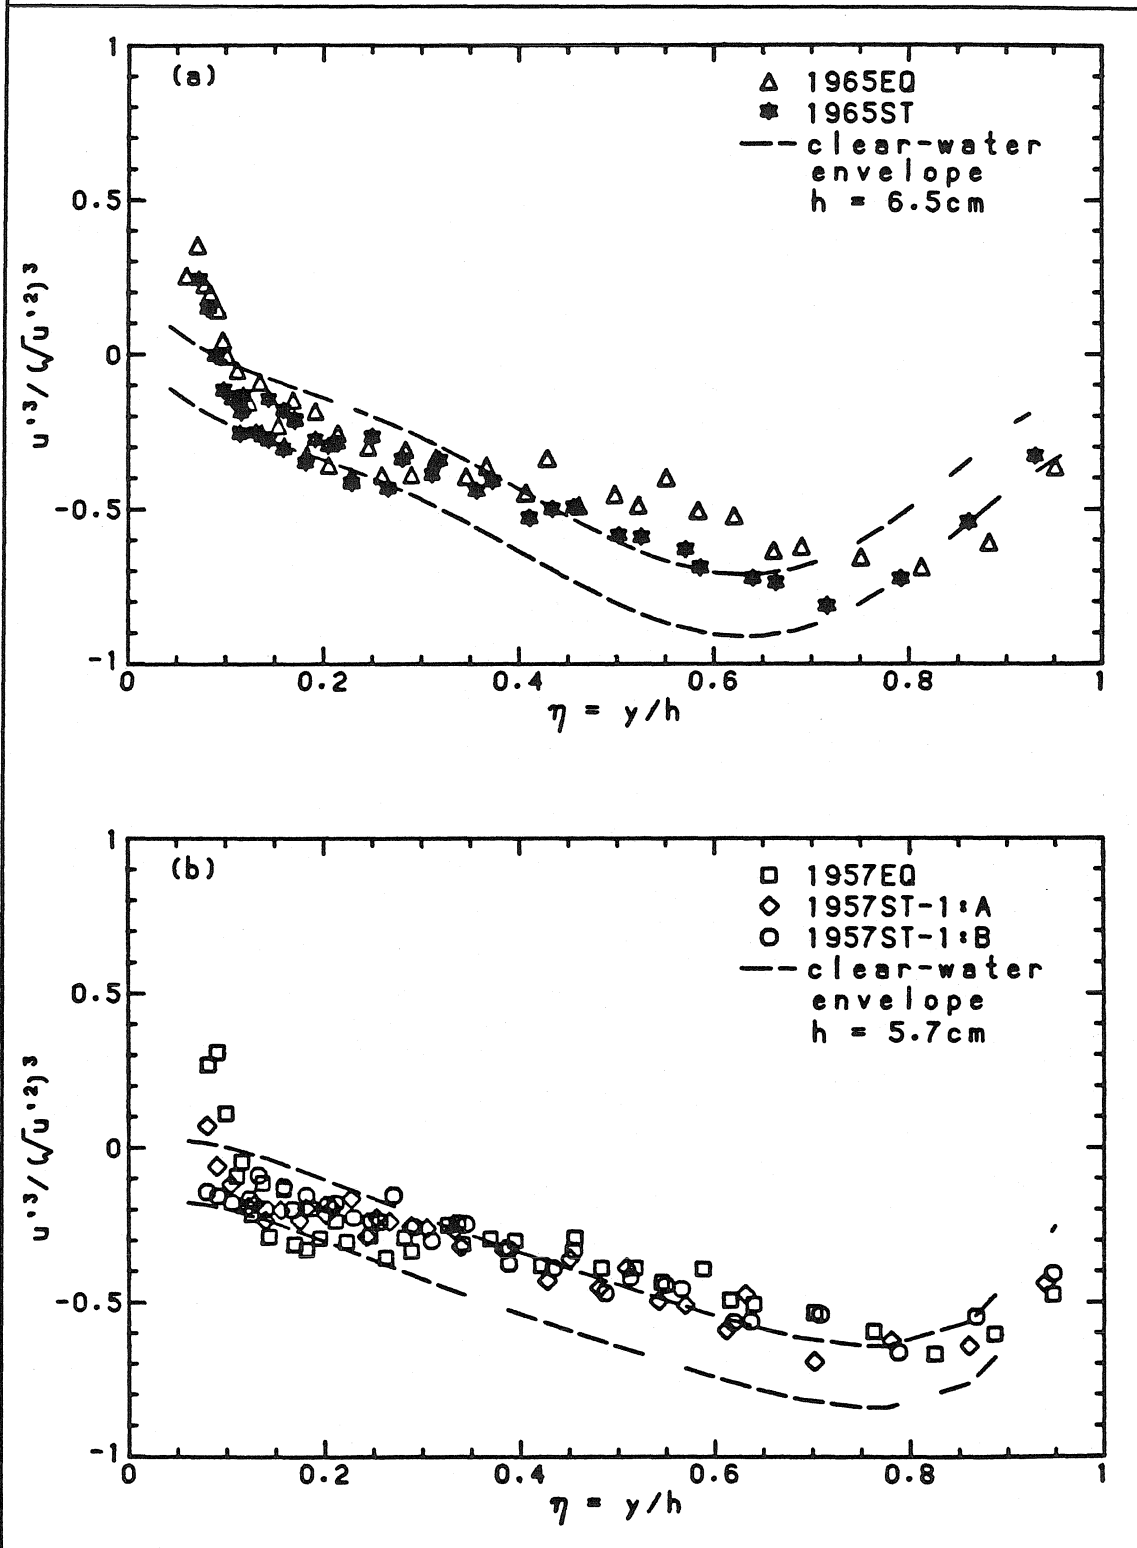 (a)
△ 1965EQ
✱ 1965ST
clear-water
envelope
h = 6.5cm
1
0.5
0
-0.5
-1
u'³/(√u'²)³
0 0.2 0.4 0.6 0.8 1
η = y/h
(b)
□ 1957EQ
◇ 1957ST-1:A
○ 1957ST-1:B
clear-water
envelope
h = 5.7cm
1
0.5
0
-0.5
-1
u'³/(√u'²)³
0 0.2 0.4 0.6 0.8 1
η = y/h